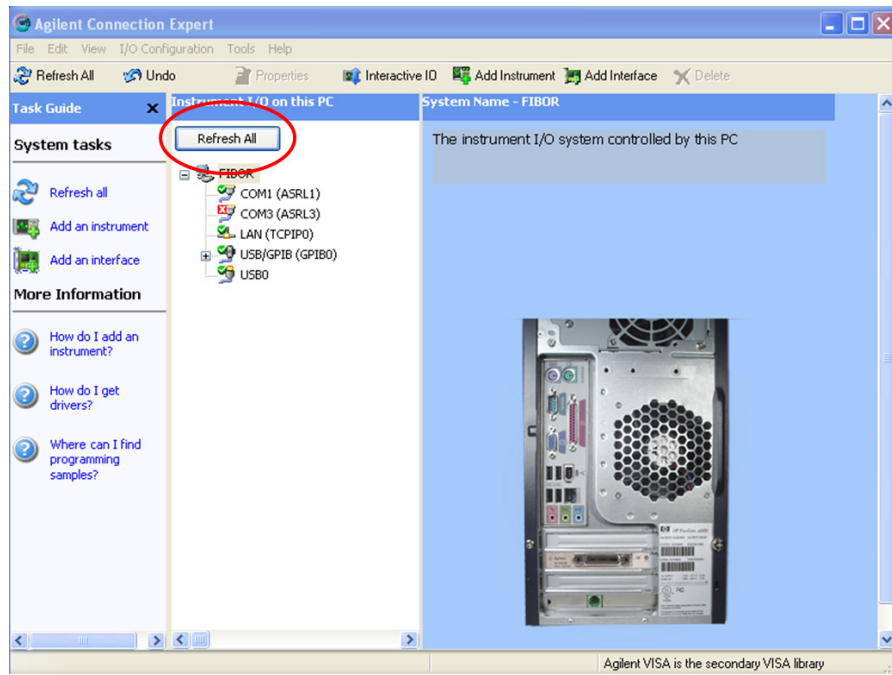 Agilent Connection Expert
File Edit View I/O Configuration Tools Help
Refresh All Undo Properties Interactive IO Add Instrument Add Interface Delete
Task Guide
System tasks
Refresh all
Add an instrument
Add an interface
More Information
How do I add an
instrument?
How do I get
drivers?
Where can I find
programming
samples?
Instrument I/O on this PC
Refresh All
FIBOR
COM1 (ASRL1)
COM3 (ASRL3)
LAN (TCPIP0)
USB/GPIB (GPIB0)
USB0
System Name - FIBOR
The instrument I/O system controlled by this PC
Agilent VISA is the secondary VISA library